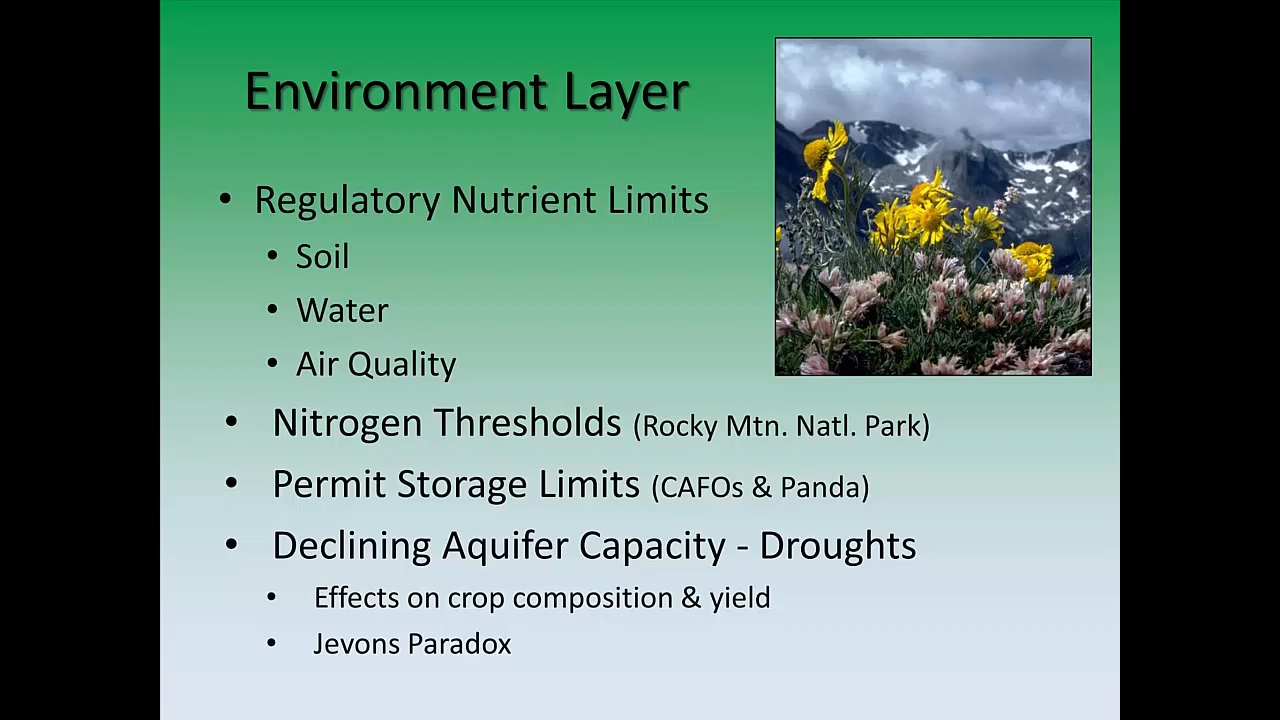 Environment Layer
• Regulatory Nutrient Limits
• Soil
• Water
• Air Quality
• Nitrogen Thresholds (Rocky Mtn. Natl. Park)
• Permit Storage Limits (CAFOs & Panda)
• Declining Aquifer Capacity - Droughts
• Effects on crop composition & yield
• Jevons Paradox